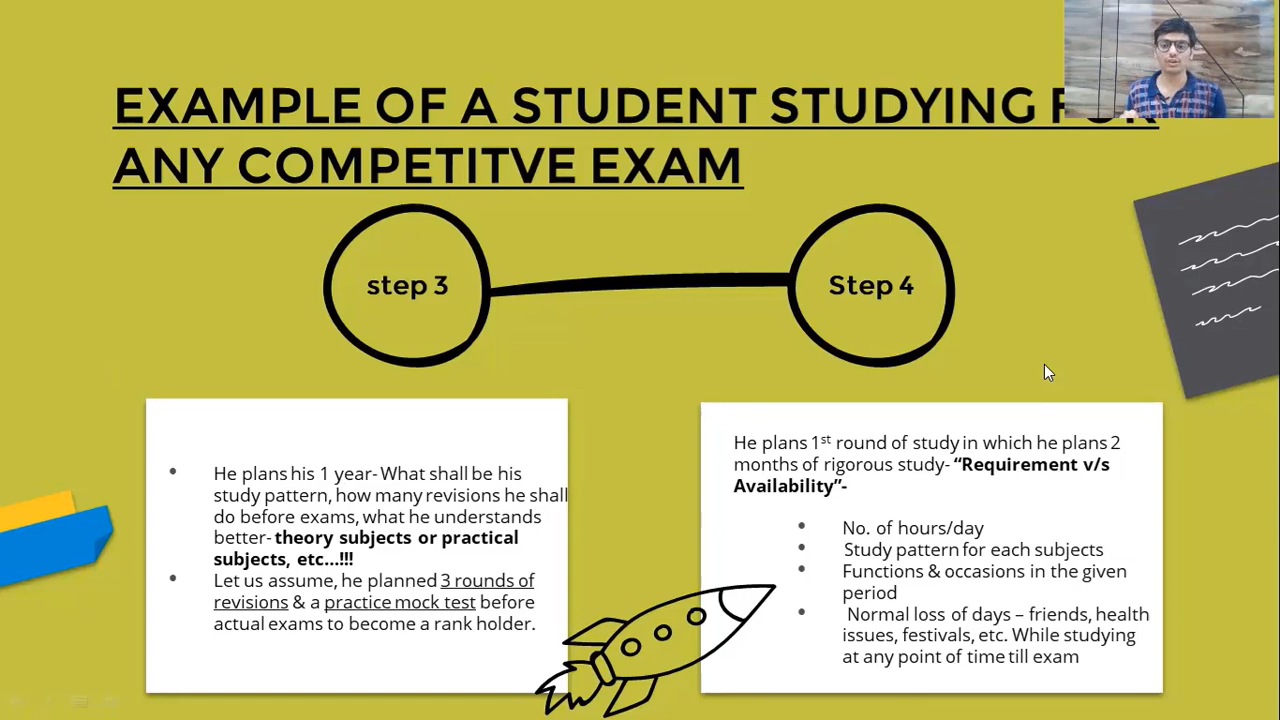 EXAMPLE OF A STUDENT STUDYING FOR
ANY COMPETITVE EXAM
step 3
Step 4
• He plans his 1 year- What shall be his
study pattern, how many revisions he shall
do before exams, what he understands
better- theory subjects or practical
subjects, etc...!!!
• Let us assume, he planned 3 rounds of
revisions & a practice mock test before
actual exams to become a rank holder.
He plans 1st round of study in which he plans 2
months of rigorous study- “Requirement v/s
Availability”-
• No. of hours/day
• Study pattern for each subjects
• Functions & occasions in the given
period
• Normal loss of days – friends, health
issues, festivals, etc. While studying
at any point of time till exam